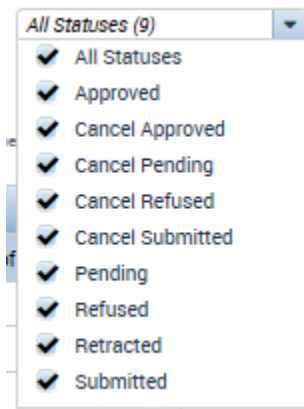 All Statuses (9)
All Statuses
Approved
Cancel Approved
Cancel Pending
Cancel Refused
Cancel Submitted
Pending
Refused
Retracted
Submitted